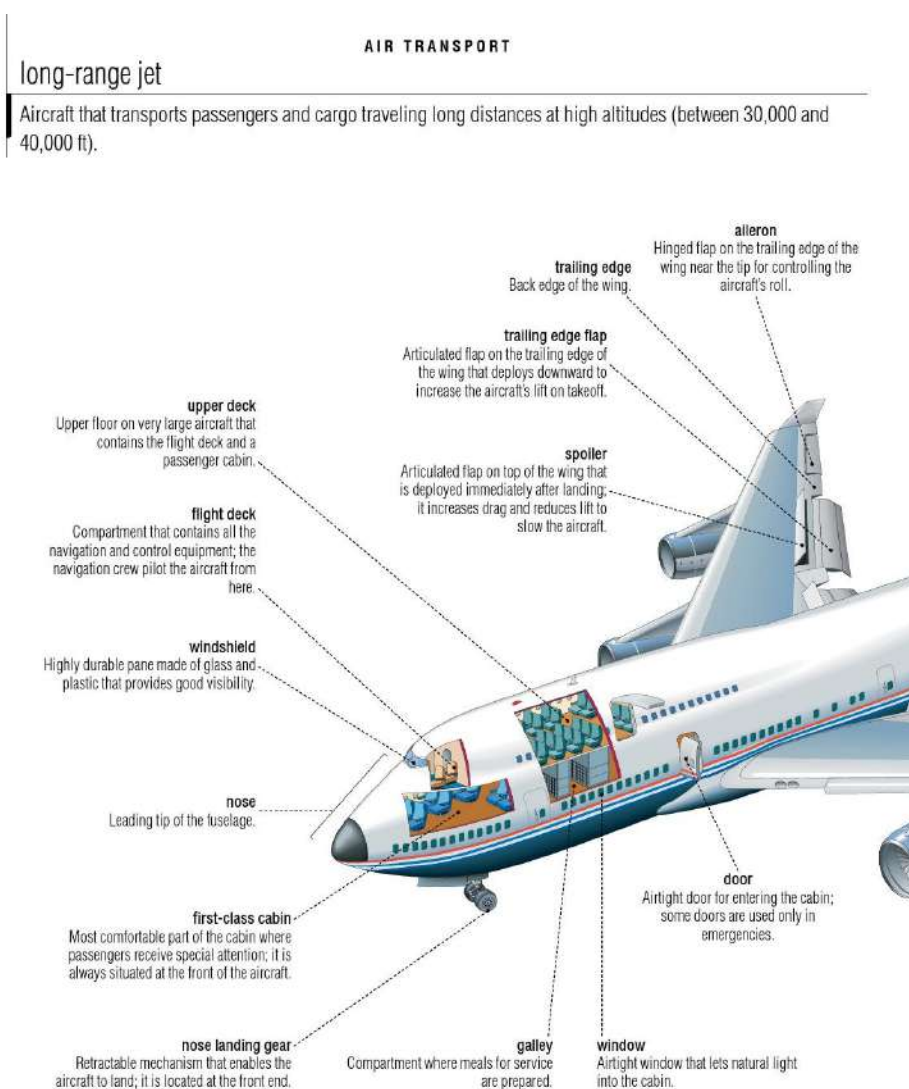 AIR TRANSPORT
long-range jet
Aircraft that transports passengers and cargo traveling long distances at high altitudes (between 30,000 and
40,000 ft).
aileron
Hinged flap on the trailing edge of the
wing near the tip for controlling the
aircraft's roll.
trailing edge
Back edge of the wing.
trailing edge flap
Articulated flap on the trailing edge of
the wing that deploys downward to
increase the aircraft's lift on takeoff.
upper deck
Upper floor on very large aircraft that
contains the flight deck and a
passenger cabin.
spoiler
Articulated flap on top of the wing that
is deployed immediately after landing;
it increases drag and reduces lift to
slow the aircraft.
flight deck
Compartment that contains all the
navigation and control equipment; the
navigation crew pilot the aircraft from
here.
windshield
Highly durable pane made of glass and
plastic that provides good visibility.
nose
Leading tip of the fuselage.
door
Airtight door for entering the cabin;
some doors are used only in
emergencies.
first-class cabin
Most comfortable part of the cabin where
passengers receive special attention; it is
always situated at the front of the aircraft.
nose landing gear
Retractable mechanism that enables the
aircraft to land; it is located at the front end.
galley
Compartment where meals for service
are prepared.
window
Airtight window that lets natural light
into the cabin.